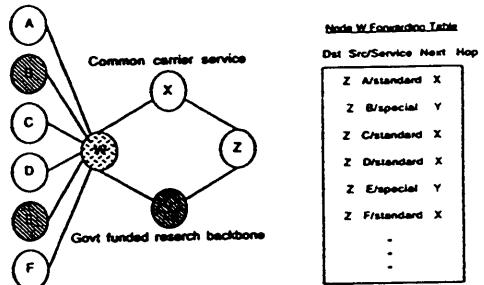 A
C
D
F
Common carrier service
X
Z
Govt funded reserch backbone
Node W Forwarding Table
Dst Src/Service Next Hop
Z A/standard X
Z B/special Y
Z C/standard X
Z D/standard X
Z E/special Y
Z F/standard X